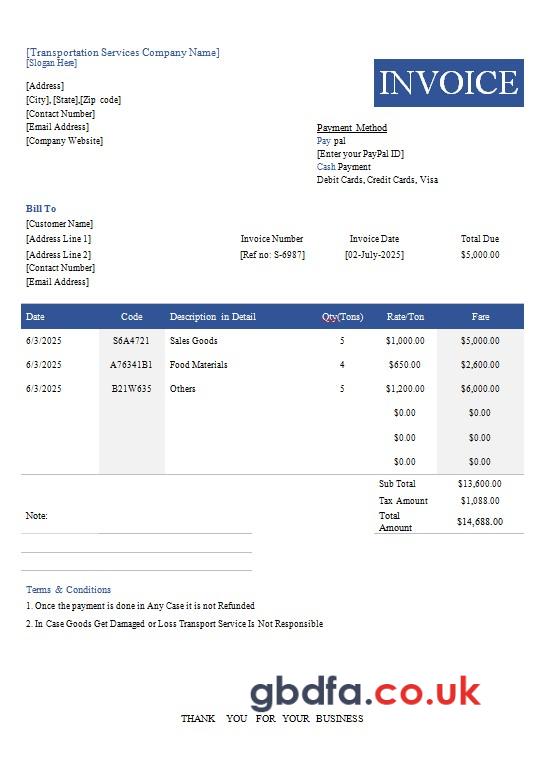 [Transportation Services Company Name]
[Slogan Here]
INVOICE
[Address]
[City], [State],[Zip code]
[Contact Number]
[Email Address]
[Company Website]
Payment Method
Pay pal
[Enter your PayPal ID]
Cash Payment
Debit Cards, Credit Cards, Visa
Bill To
[Customer Name]
[Address Line 1] Invoice Number Invoice Date Total Due
[Address Line 2] [Ref no: S-6987] [02-July-2025] $5,000.00
[Contact Number]
[Email Address]
Date Code Description in Detail Qty(Tons) Rate/Ton Fare
6/3/2025 S6A4721 Sales Goods 5 $1,000.00 $5,000.00
6/3/2025 A76341B1 Food Materials 4 $650.00 $2,600.00
6/3/2025 B21W635 Others 5 $1,200.00 $6,000.00
$0.00 $0.00
$0.00 $0.00
$0.00 $0.00
Sub Total $13,600.00
Tax Amount $1,088.00
Note:
Total Amount $14,688.00
Terms & Conditions
1. Once the payment is done in Any Case it is not Refunded
2. In Case Goods Get Damaged or Loss Transport Service Is Not Responsible
gbdfa.co.uk
THANK YOU FOR YOUR BUSINESS